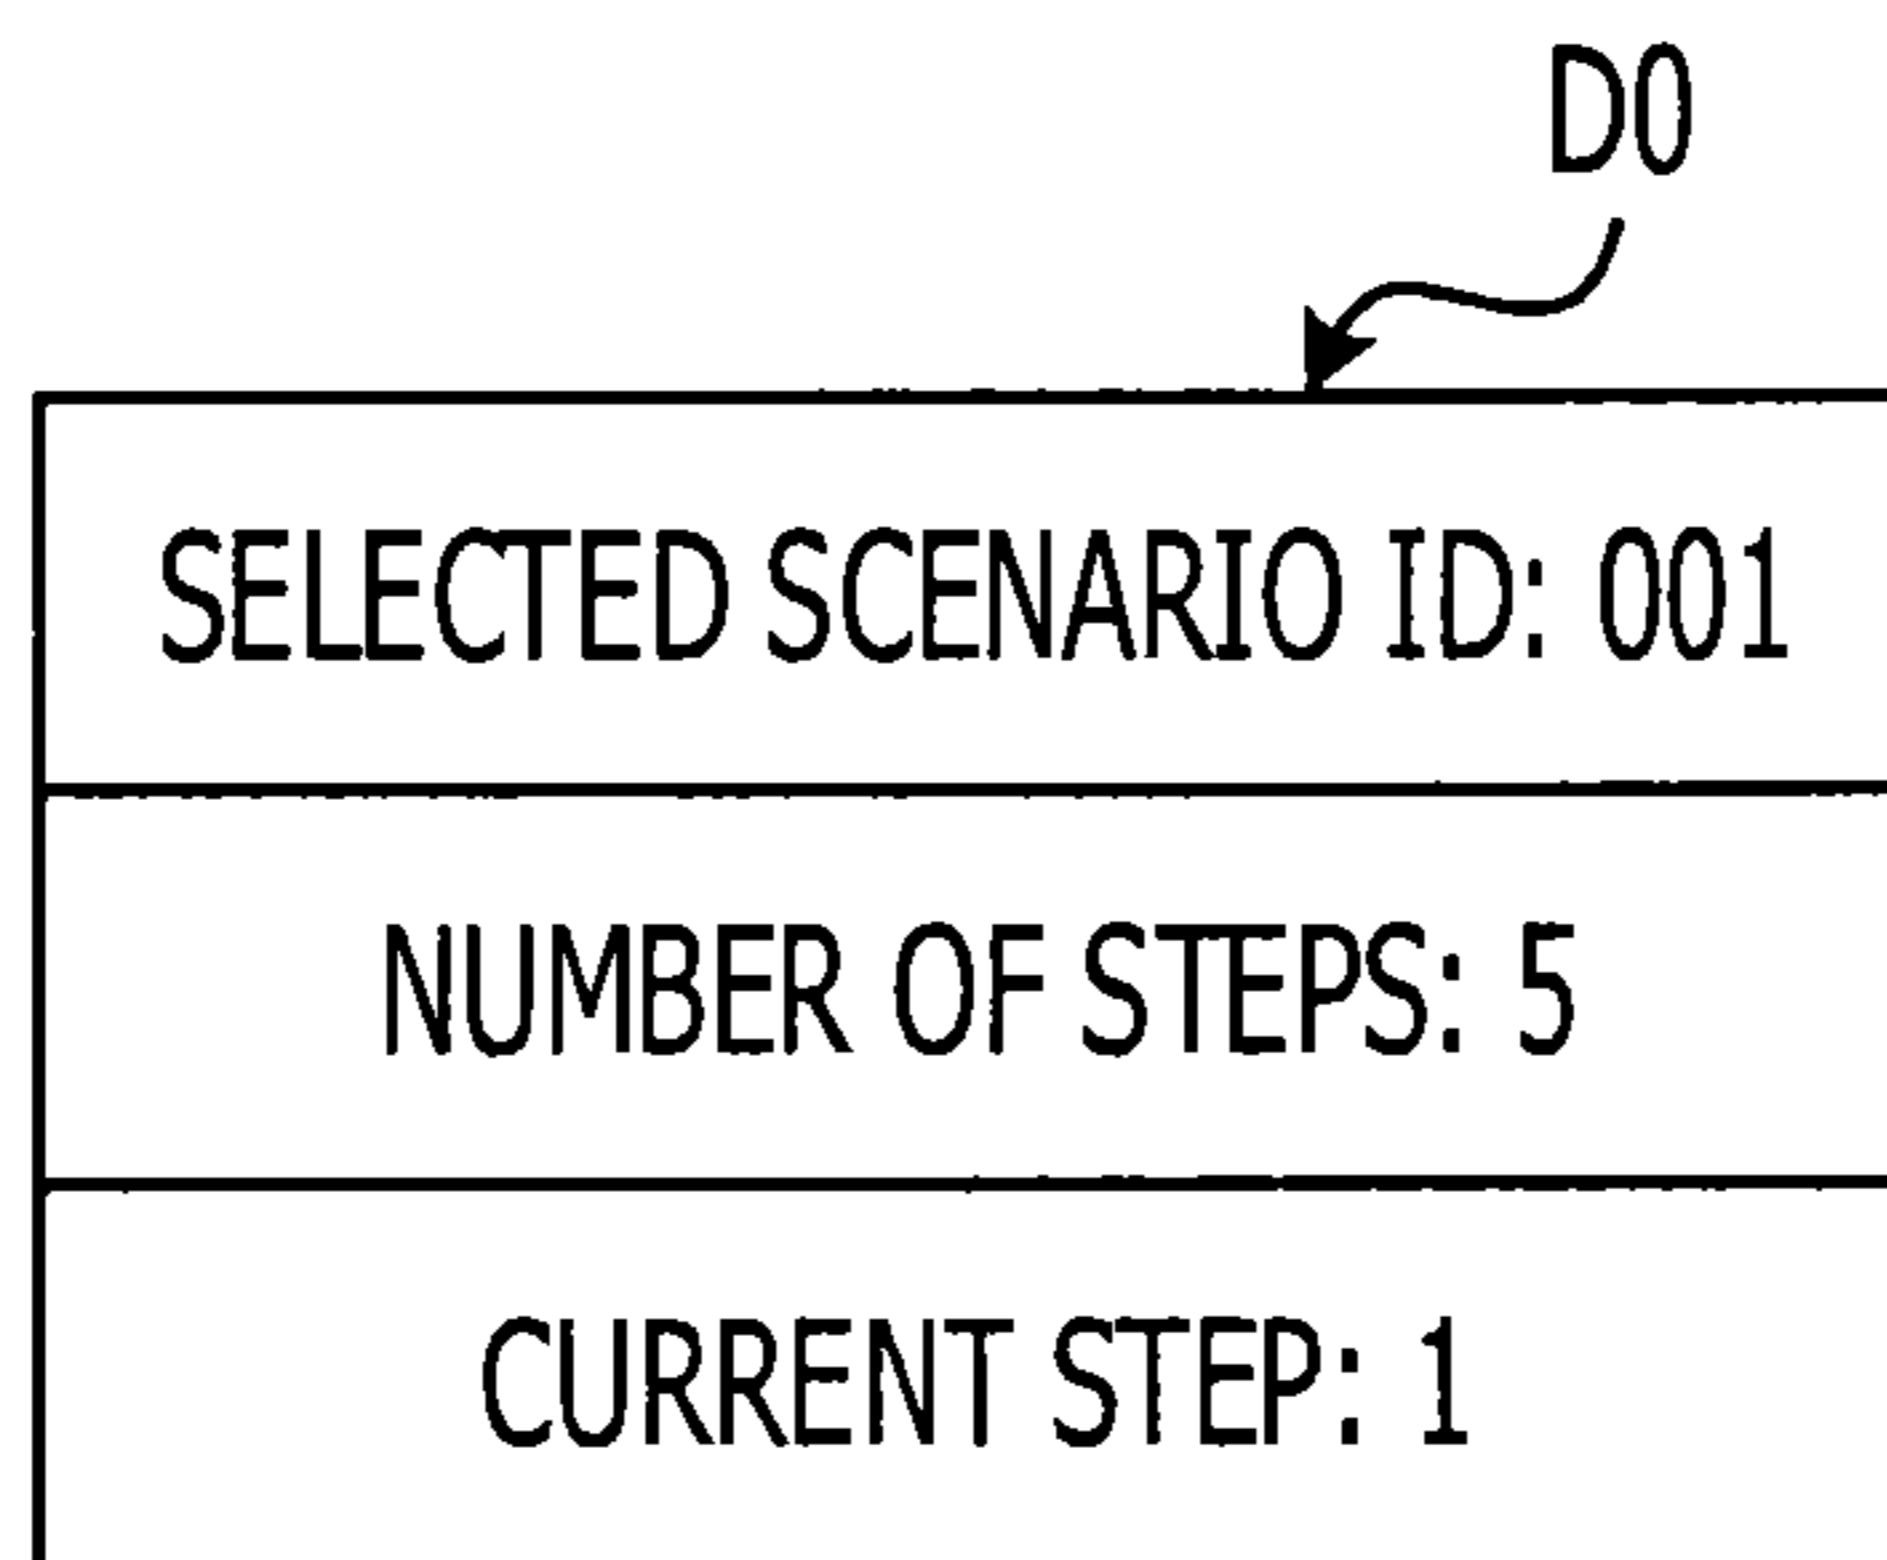 D0
SELECTED SCENARIO ID: 001
NUMBER OF STEPS: 5
CURRENT STEP: 1